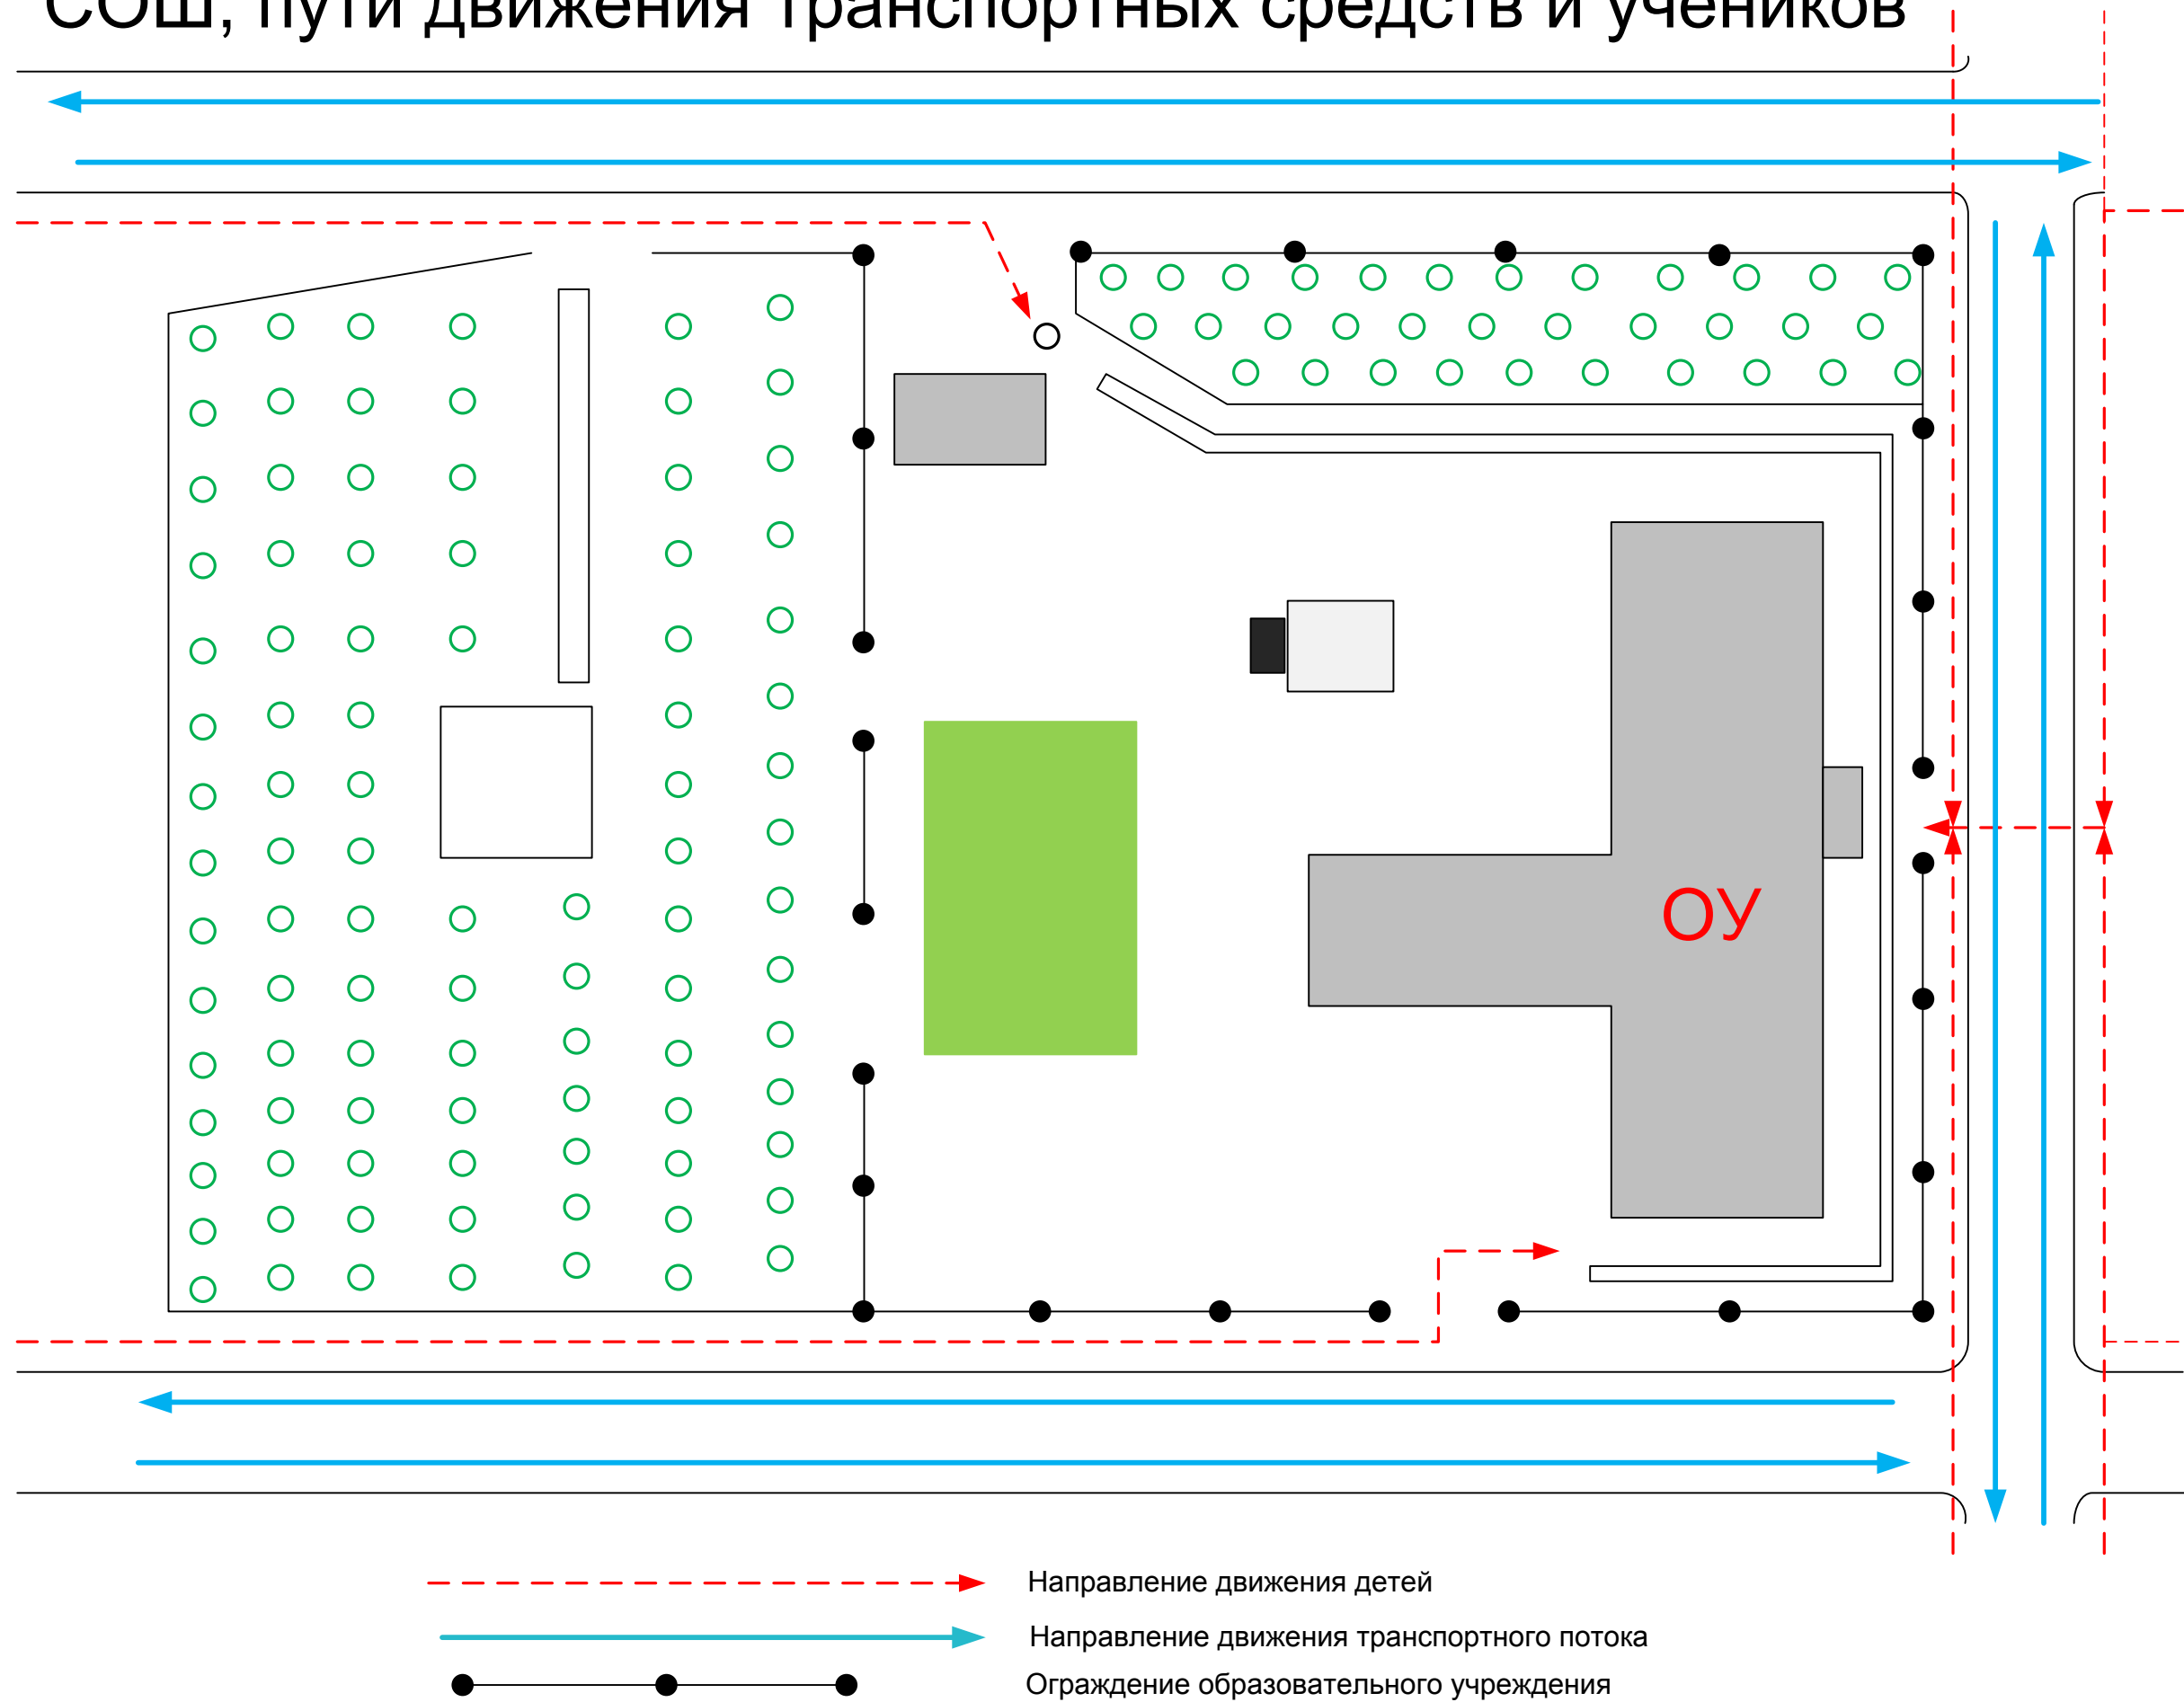 СОШ, пути движения транспортных средств и учеников
ОУ
Направление движения детей
Направление движения транспортного потока
Ограждение образовательного учреждения